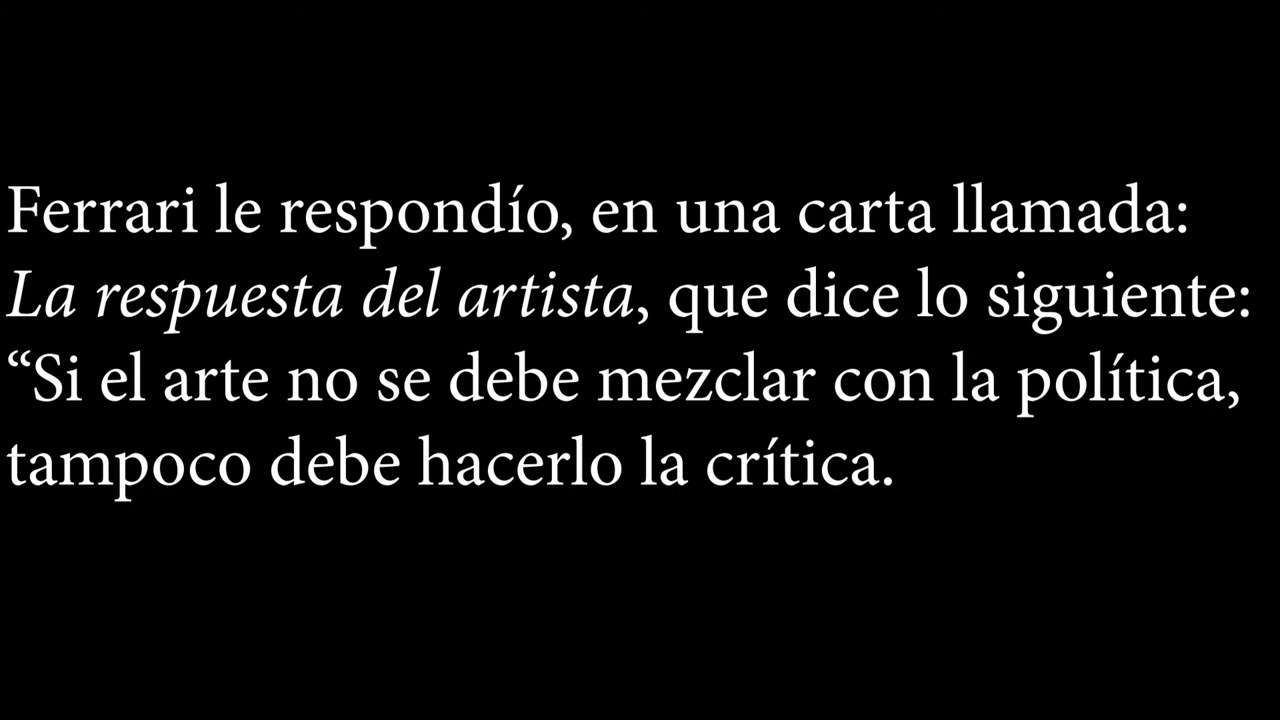 Ferrari le respondío, en una carta llamada:
La respuesta del artista, que dice lo siguiente:
“Si el arte no se debe mezclar con la política,
tampoco debe hacerlo la crítica.